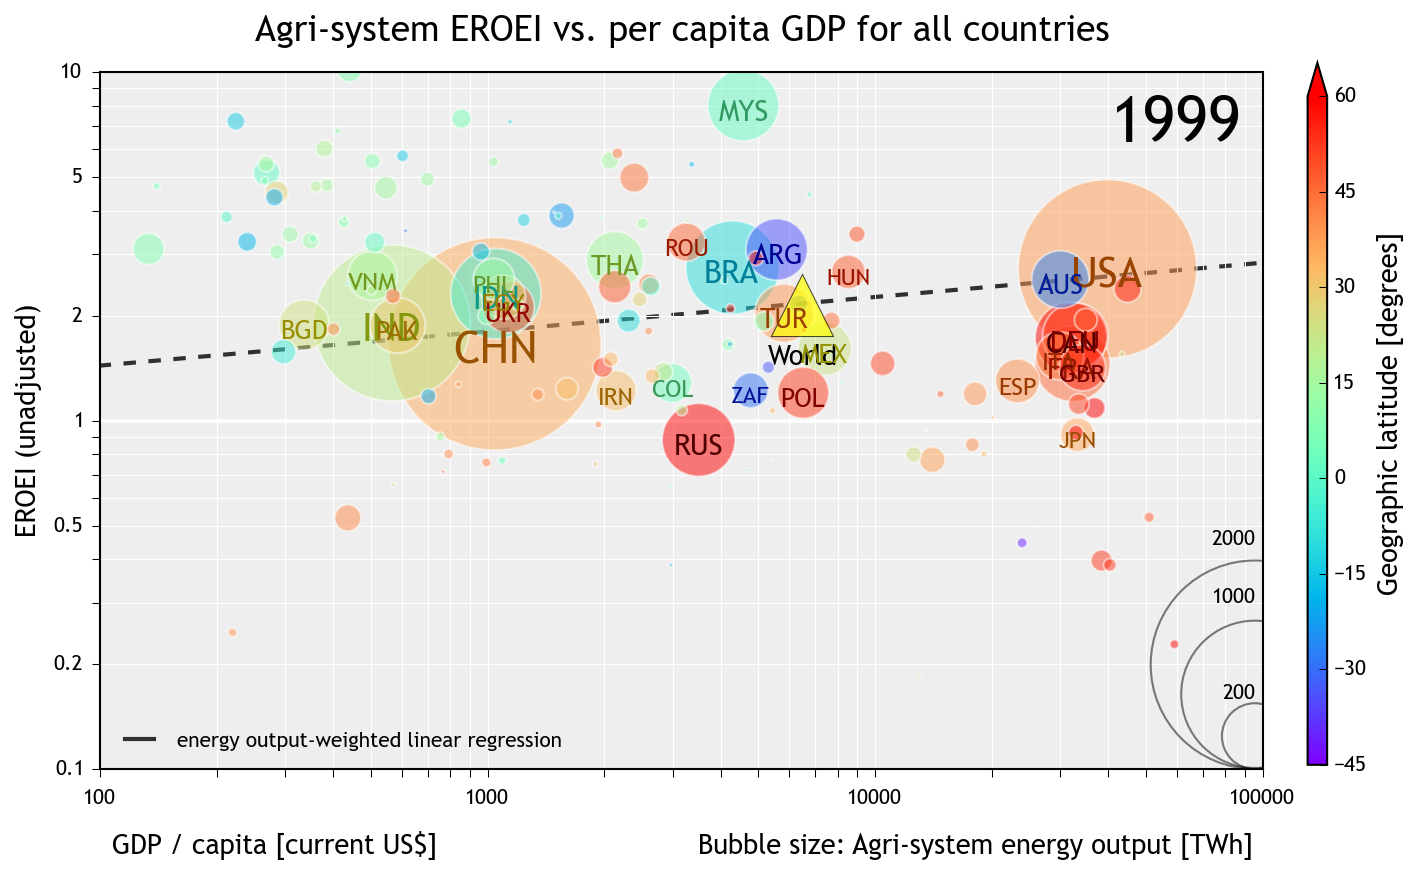 Agri-system EROEI vs. per capita GDP for all countries
1999
10
5
2
1
0.5
0.2
0.1
EROEI (unadjusted)
MYS
ROU
BRA
ARG
HUN
AUS
USA
VNM
THA
PHL
IDN
UKR
BGD
IND
PAK
CHN
TUR
World
MEX
DEU
CAN
ITA
GBR
ESP
IRN
COL
ZAF
POL
RUS
JPN
2000
1000
200
energy output-weighted linear regression
100
1000
10000
100000
GDP / capita [current US$]
Bubble size: Agri-system energy output [TWh]
60
45
30
15
0
−15
−30
−45
Geographic latitude [degrees]